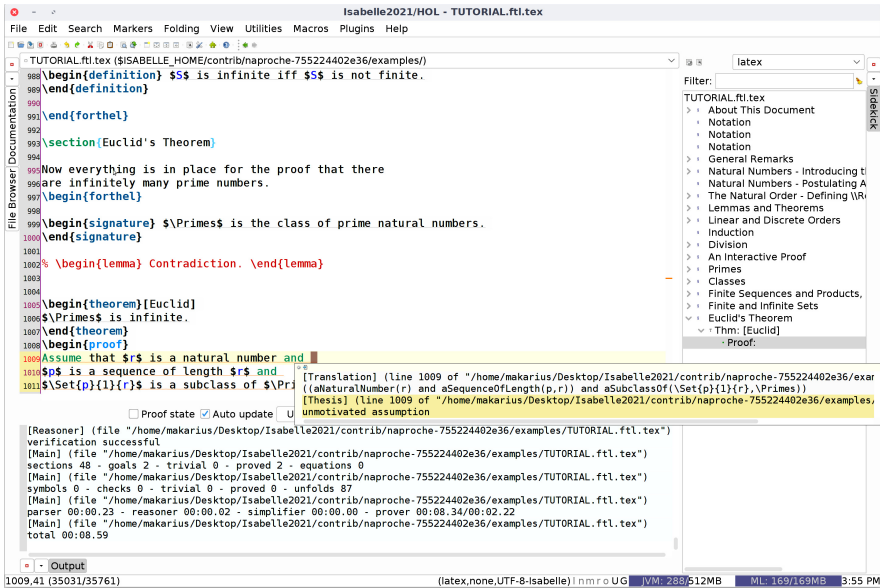 Isabelle2021/HOL - TUTORIAL.ftl.tex
File Edit Search Markers Folding View Utilities Macros Plugins Help
TUTORIAL.ftl.tex ($ISABELLE_HOME/contrib/naproche-755224402e36/examples/)
latex
Filter:
File Browser Documentation
Sidekick
988 \begin{definition} $S$ is infinite iff $S$ is not finite.
989 \end{definition}
990
991 \end{forthel}
992
993 \section{Euclid's Theorem}
994
995 Now everything is in place for the proof that there
996 are infinitely many prime numbers.
997 \begin{forthel}
998
999 \begin{signature} $\Primes$ is the class of prime natural numbers.
1000 \end{signature}
1001
1002 % \begin{lemma} Contradiction. \end{lemma}
1003
1004
1005 \begin{theorem}[Euclid]
1006 $\Primes$ is infinite.
1007 \end{theorem}
1008 \begin{proof}
1009 Assume that $r$ is a natural number and
1010 $p$ is a sequence of length $r$ and
1011 $\Set{p}{1}{r}$ is a subclass of $\Pri
TUTORIAL.ftl.tex
About This Document
Notation
Notation
Notation
General Remarks
Natural Numbers - Introducing t
Natural Numbers - Postulating A
The Natural Order - Defining \\R
Lemmas and Theorems
Linear and Discrete Orders
Induction
Division
An Interactive Proof
Primes
Classes
Finite Sequences and Products,
Finite and Infinite Sets
Euclid's Theorem
Thm: [Euclid]
Proof:
[Translation] (line 1009 of "/home/makarius/Desktop/Isabelle2021/contrib/naproche-755224402e36/exam
((aNaturalNumber(r) and aSequenceOfLength(p,r)) and aSubclassOf(\Set{p}{1}{r},\Primes))
[Thesis] (line 1009 of "/home/makarius/Desktop/Isabelle2021/contrib/naproche-755224402e36/examples/
unmotivated assumption
Proof state Auto update U
[Reasoner] (file "/home/makarius/Desktop/Isabelle2021/contrib/naproche-755224402e36/examples/TUTORIAL.ftl.tex")
verification successful
[Main] (file "/home/makarius/Desktop/Isabelle2021/contrib/naproche-755224402e36/examples/TUTORIAL.ftl.tex")
sections 48 - goals 2 - trivial 0 - proved 2 - equations 0
[Main] (file "/home/makarius/Desktop/Isabelle2021/contrib/naproche-755224402e36/examples/TUTORIAL.ftl.tex")
symbols 0 - checks 0 - trivial 0 - proved 0 - unfolds 87
[Main] (file "/home/makarius/Desktop/Isabelle2021/contrib/naproche-755224402e36/examples/TUTORIAL.ftl.tex")
parser 00:00.23 - reasoner 00:00.02 - simplifier 00:00.00 - prover 00:08.34/00:02.22
[Main] (file "/home/makarius/Desktop/Isabelle2021/contrib/naproche-755224402e36/examples/TUTORIAL.ftl.tex")
total 00:08.59
Output
1009,41 (35031/35761)
(latex,none,UTF-8-Isabelle) l n m r o U G JVM: 288/512MB ML: 169/169MB 3:55 PM